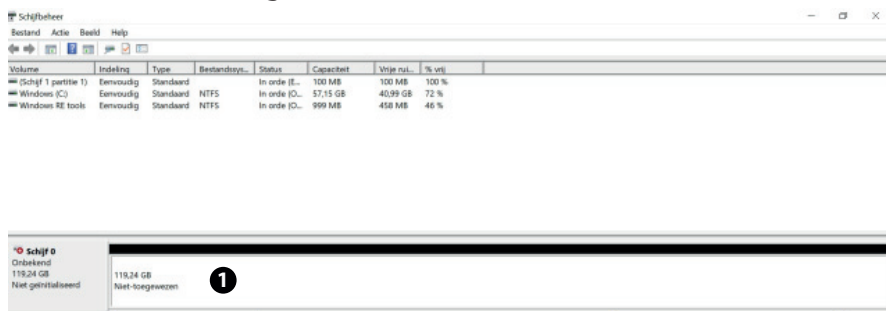 Schijfbeheer
Bestand Actie Beeld Help
Volume Indeling Type Bestandssys... Status Capaciteit Vrije rui... % vrij
(Schijf 1 partitie 1) Eenvoudig Standaard In orde (E... 100 MB 100 MB 100 %
Windows (C:) Eenvoudig Standaard NTFS In orde (O... 57,15 GB 40,99 GB 72 %
Windows RE tools Eenvoudig Standaard NTFS In orde (O... 999 MB 458 MB 46 %
Schijf 0
Onbekend
119,24 GB
Niet geïnitialiseerd
119,24 GB
Niet-toegewezen
1